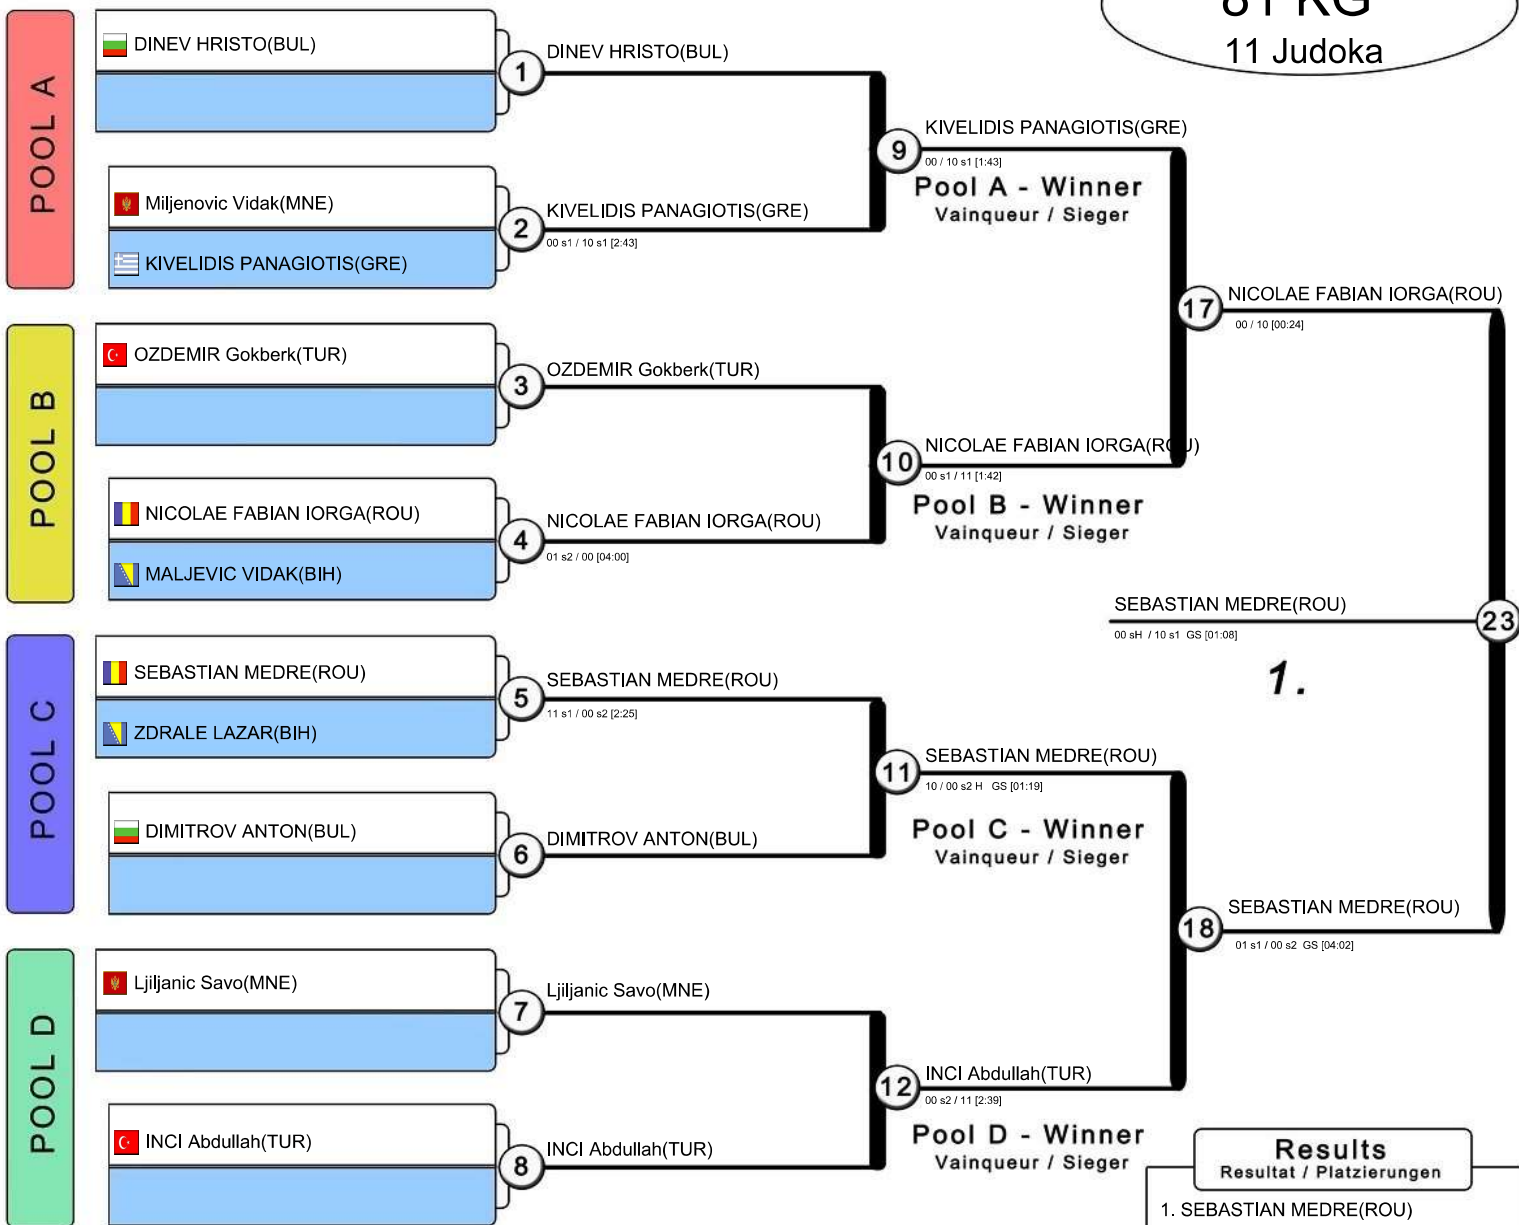 81 KG
11 Judoka
POOL A
DINEV HRISTO(BUL)
1
DINEV HRISTO(BUL)
Miljenovic Vidak(MNE)
KIVELIDIS PANAGIOTIS(GRE)
2
KIVELIDIS PANAGIOTIS(GRE)
00 s1 / 10 s1 [2:43]
9
KIVELIDIS PANAGIOTIS(GRE)
00 / 10 s1 [1:43]
Pool A - Winner
Vainqueur / Sieger
POOL B
OZDEMIR Gokberk(TUR)
3
OZDEMIR Gokberk(TUR)
NICOLAE FABIAN IORGA(ROU)
MALJEVIC VIDAK(BIH)
4
NICOLAE FABIAN IORGA(ROU)
01 s2 / 00 [04:00]
10
NICOLAE FABIAN IORGA(ROU)
00 s1 / 11 [1:42]
Pool B - Winner
Vainqueur / Sieger
17
NICOLAE FABIAN IORGA(ROU)
00 / 10 [00:24]
POOL C
SEBASTIAN MEDRE(ROU)
ZDRALE LAZAR(BIH)
5
SEBASTIAN MEDRE(ROU)
11 s1 / 00 s2 [2:25]
DIMITROV ANTON(BUL)
6
DIMITROV ANTON(BUL)
11
SEBASTIAN MEDRE(ROU)
10 / 00 s2 H GS [01:19]
Pool C - Winner
Vainqueur / Sieger
POOL D
Ljiljanic Savo(MNE)
7
Ljiljanic Savo(MNE)
INCI Abdullah(TUR)
8
INCI Abdullah(TUR)
12
INCI Abdullah(TUR)
00 s2 / 11 [2:39]
Pool D - Winner
Vainqueur / Sieger
18
SEBASTIAN MEDRE(ROU)
01 s1 / 00 s2 GS [04:02]
23
SEBASTIAN MEDRE(ROU)
00 sH / 10 s1 GS [01:08]
1.
Results
Resultat / Platzierungen
1. SEBASTIAN MEDRE(ROU)